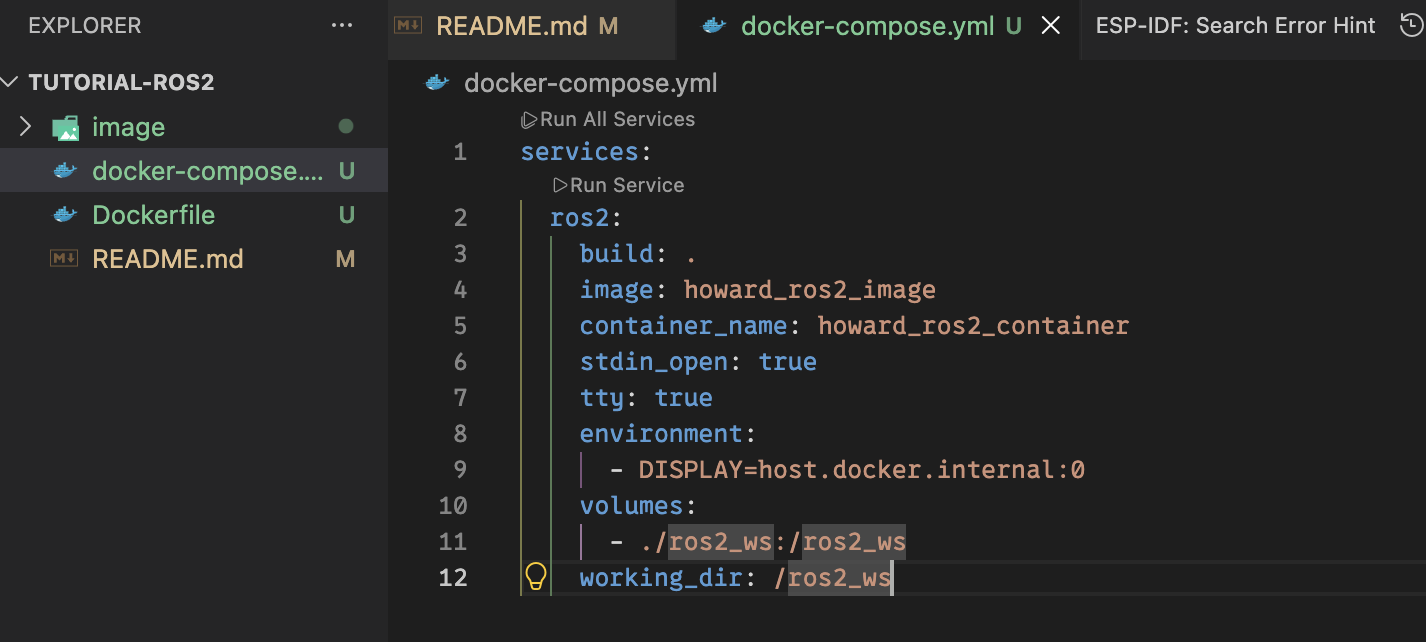 EXPLORER
...
TUTORIAL-ROS2
image
docker-compose.... U
Dockerfile U
README.md M
README.md M
docker-compose.yml U
ESP-IDF: Search Error Hint
docker-compose.yml
Run All Services
1 services:
Run Service
2 ros2:
3 build: .
4 image: howard_ros2_image
5 container_name: howard_ros2_container
6 stdin_open: true
7 tty: true
8 environment:
9 - DISPLAY=host.docker.internal:0
10 volumes:
11 - ./ros2_ws:/ros2_ws
12 working_dir: /ros2_ws